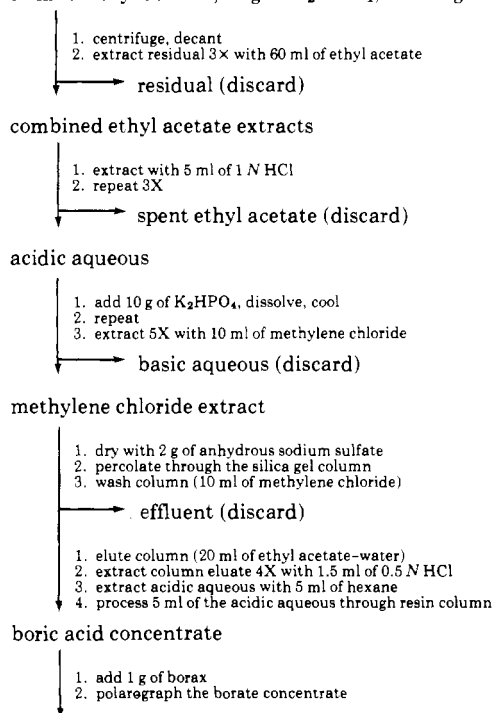 1. centrifuge, decant
2. extract residual 3× with 60 ml of ethyl acetate
residual (discard)
combined ethyl acetate extracts
1. extract with 5 ml of 1 N HCl
2. repeat 3X
spent ethyl acetate (discard)
acidic aqueous
1. add 10 g of K₂HPO₄, dissolve, cool
2. repeat
3. extract 5X with 10 ml of methylene chloride
basic aqueous (discard)
methylene chloride extract
1. dry with 2 g of anhydrous sodium sulfate
2. percolate through the silica gel column
3. wash column (10 ml of methylene chloride)
effluent (discard)
1. elute column (20 ml of ethyl acetate-water)
2. extract column eluate 4X with 1.5 ml of 0.5 N HCl
3. extract acidic aqueous with 5 ml of hexane
4. process 5 ml of the acidic aqueous through resin column
boric acid concentrate
1. add 1 g of borax
2. polarograph the borate concentrate